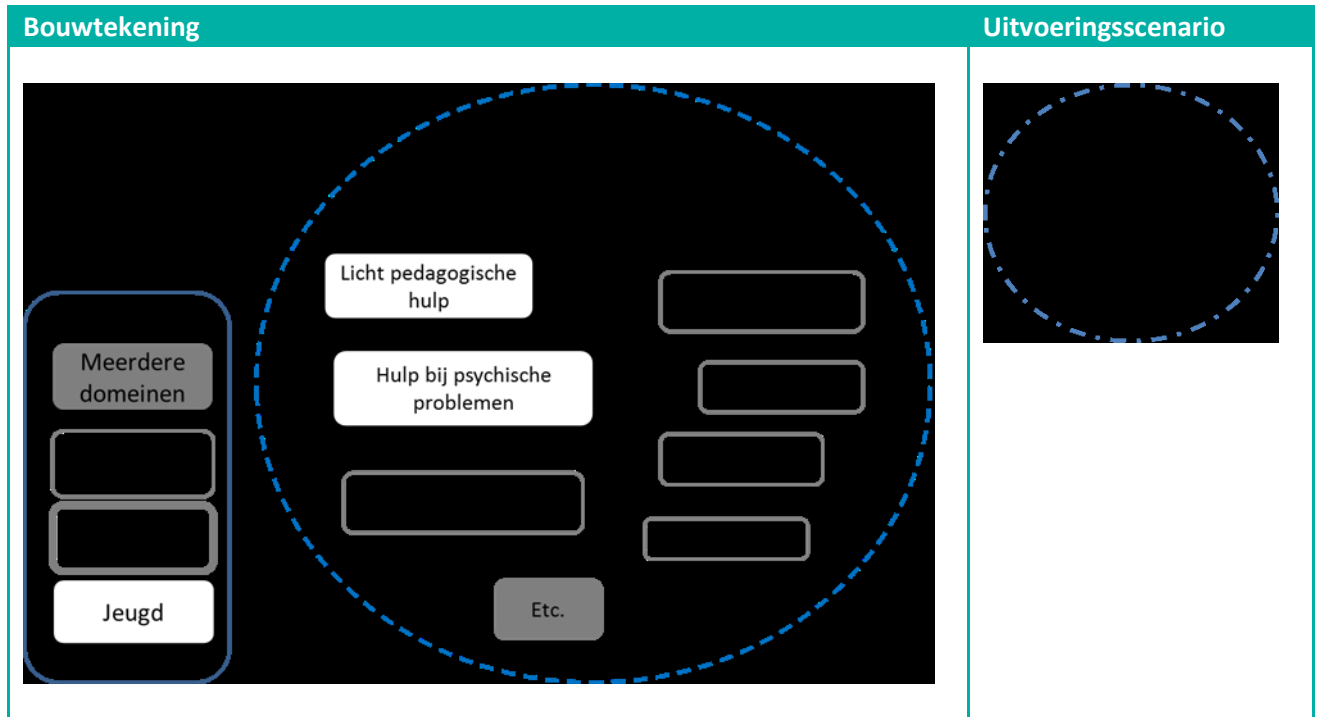 Bouwtekening
Uitvoeringsscenario
Licht pedagogische
hulp
Meerdere
domeinen
Hulp bij psychische
problemen
Jeugd
Etc.